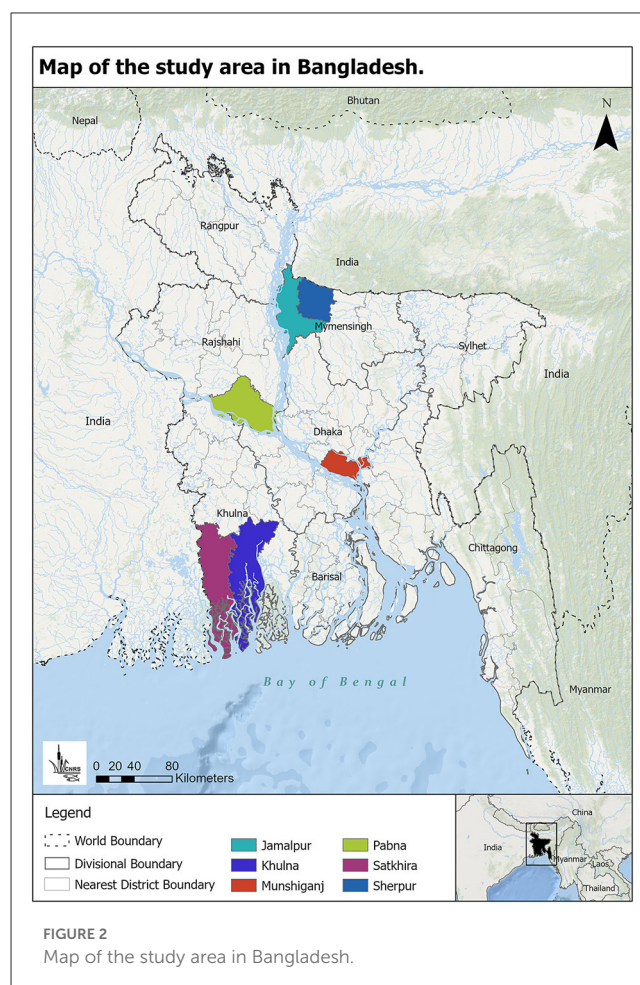 Map of the study area in Bangladesh.
Bhutan
Nepal
N
Rangpur
India
Mymensingh
Rajshahi
Sylhet
India
India
Dhaka
Khulna
Chittagong
Barisal
Bay of Bengal
Myanmar
CNRS
0 20 40 80
Kilometers
Legend
World Boundary
Divisional Boundary
Nearest District Boundary
Jamalpur
Khulna
Munshiganj
Pabna
Satkhira
Sherpur
China
India
Myanmar
Laos
Thailand
FIGURE 2
Map of the study area in Bangladesh.